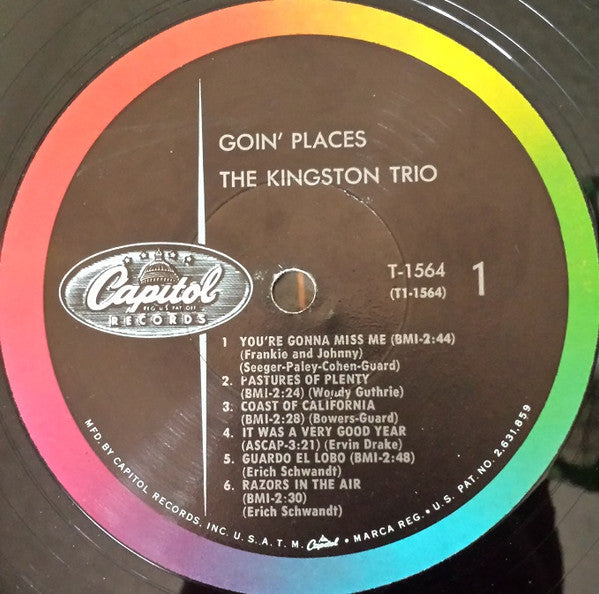 GOIN' PLACES
THE KINGSTON TRIO
Capitol
REG. U.S. PAT. OFF.
RECORDS
T-1564
(T1-1564)
1
1 YOU'RE GONNA MISS ME (BMI-2:44)
(Frankie and Johnny)
(Seeger-Paley-Cohen-Guard)
2. PASTURES OF PLENTY
(BMI-2:24) (Woody Guthrie)
3. COAST OF CALIFORNIA
(BMI-2:28) (Bowers-Guard)
4. IT WAS A VERY GOOD YEAR
(ASCAP-3:21) (Ervin Drake)
5. GUARDO EL LOBO (BMI-2:48)
(Erich Schwandt)
6. RAZORS IN THE AIR
(BMI-2:30)
(Erich Schwandt)
MFD. BY CAPITOL RECORDS, INC. U.S.A. T.M. Capitol • MARCA REG. • U.S. PAT. NO. 2,631,859